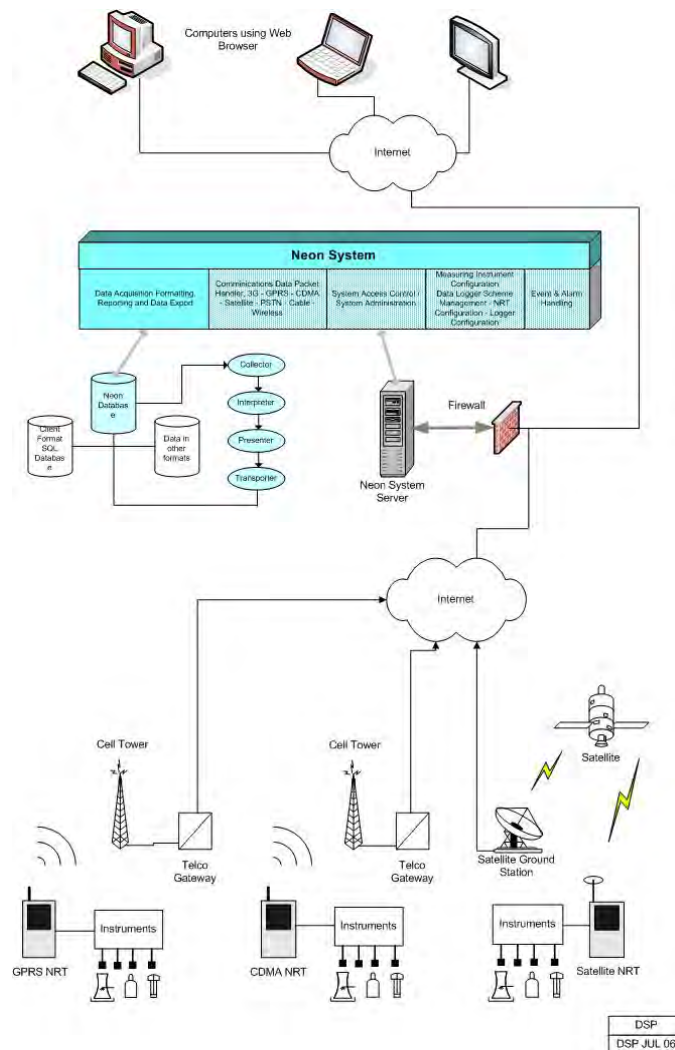 Computers using Web
Browser
Internet
Neon System
Data Acquisition Formatting,
Reporting and Data Export
Commincations Data Packet
Handler, 3G - GPRS - CDMA
- Satellite - PSTN - Cable -
Wireless
System Access Control /
System Administration
Measuring Instrument
Configuration
Data Logger Scheme
Management - NRT
Configuration - Logger
Configuration
Event & Alarm
Handling
Neon
Databas
e
Collector
Interpreter
Presenter
Transporter
Client
Format
SQL
Databas
e
Data in
other
formats
Firewall
Neon System
Server
Internet
Cell Tower
Telco
Gateway
Cell Tower
Telco
Gateway
Satellite
Satellite Ground
Station
Instruments
GPRS NRT
Instruments
CDMA NRT
Instruments
Satellite NRT
DSP
DSP JUL 06